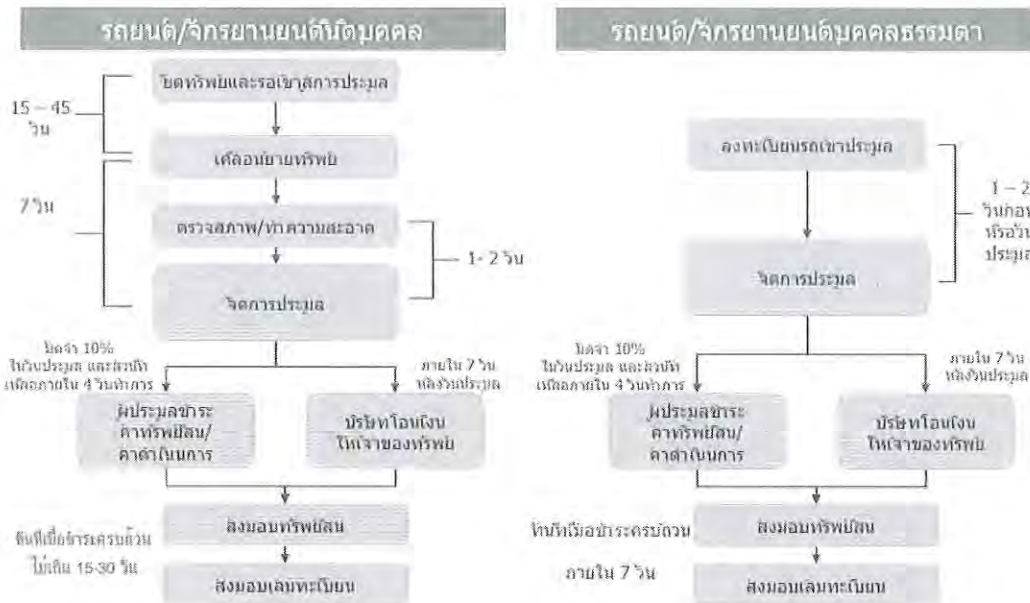 รถยนต์/จักรยานยนต์นิติบุคคล
ยึดทรัพย์และรอเข้าสู่การประมูล
15 – 45
วัน
เคลื่อนย้ายทรัพย์
7 วัน
ตรวจสภาพ/ทำความสะอาด
1- 2 วัน
จัดการประมูล
มัดจำ 10%
ในวันประมูล และส่วนที่
เหลือภายใน 4 วันทำการ
ภายใน 7 วัน
หลังวันประมูล
ผู้ประมูลชำระ
ค่าทรัพย์สิน/
ค่าดำเนินการ
บริษัทโอนเงิน
ให้เจ้าของทรัพย์
ส่งมอบทรัพย์สิน
ทันทีเมื่อชำระครบถ้วน
ไม่เกิน 15-30 วัน
ส่งมอบเล่มทะเบียน
รถยนต์/จักรยานยนต์บุคคลธรรมดา
ลงทะเบียนรถเข้าประมูล
1 – 2
วันก่อน
หรือวัน
ประมูล
จัดการประมูล
มัดจำ 10%
ในวันประมูล และส่วนที่
เหลือภายใน 4 วันทำการ
ภายใน 7 วัน
หลังวันประมูล
ผู้ประมูลชำระ
ค่าทรัพย์สิน/
ค่าดำเนินการ
บริษัทโอนเงิน
ให้เจ้าของทรัพย์
ทันทีเมื่อชำระครบถ้วน
ส่งมอบทรัพย์สิน
ภายใน 7 วัน
ส่งมอบเล่มทะเบียน